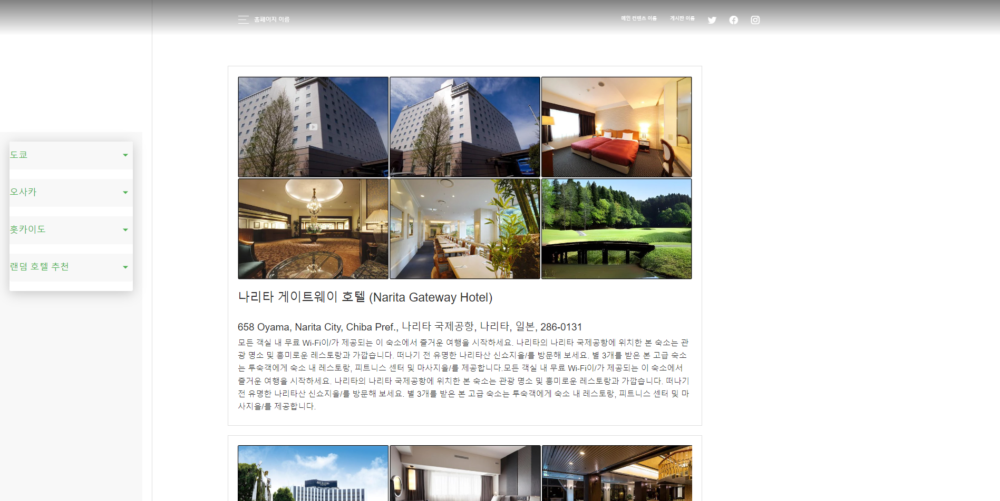 홈페이지 이름
메인 컨텐츠 이름
게시판 이름
도쿄
오사카
홋카이도
랜덤 호텔 추천
나리타 게이트웨이 호텔 (Narita Gateway Hotel)
658 Oyama, Narita City, Chiba Pref., 나리타 국제공항, 나리타, 일본, 286-0131
모든 객실 내 무료 Wi-Fi이/가 제공되는 이 숙소에서 즐거운 여행을 시작하세요. 나리타의 나리타 국제공항에 위치한 본 숙소는 관
광 명소 및 흥미로운 레스토랑과 가깝습니다. 떠나기 전 유명한 나리타산 신쇼지을/를 방문해 보세요. 별 3개를 받은 본 고급 숙소
는 투숙객에게 숙소 내 레스토랑, 피트니스 센터 및 마사지을/를 제공합니다.모든 객실 내 무료 Wi-Fi이/가 제공되는 이 숙소에서
즐거운 여행을 시작하세요. 나리타의 나리타 국제공항에 위치한 본 숙소는 관광 명소 및 흥미로운 레스토랑과 가깝습니다. 떠나기
전 유명한 나리타산 신쇼지을/를 방문해 보세요. 별 3개를 받은 본 고급 숙소는 투숙객에게 숙소 내 레스토랑, 피트니스 센터 및 마
사지을/를 제공합니다.